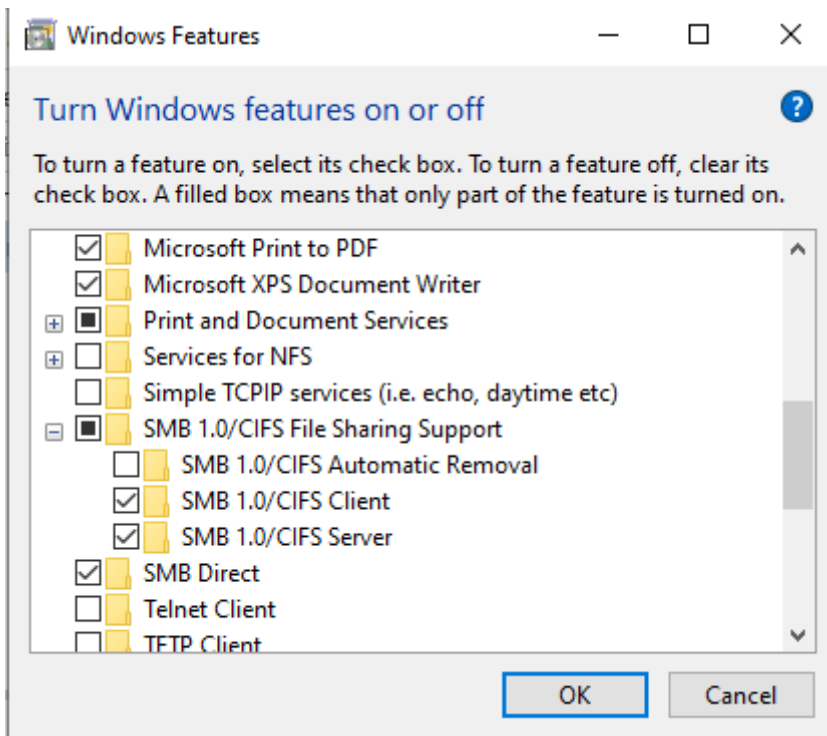 Windows Features
Turn Windows features on or off
?
To turn a feature on, select its check box. To turn a feature off, clear its
check box. A filled box means that only part of the feature is turned on.
Microsoft Print to PDF
Microsoft XPS Document Writer
Print and Document Services
Services for NFS
Simple TCPIP services (i.e. echo, daytime etc)
SMB 1.0/CIFS File Sharing Support
SMB 1.0/CIFS Automatic Removal
SMB 1.0/CIFS Client
SMB 1.0/CIFS Server
SMB Direct
Telnet Client
TFTP Client
OK Cancel